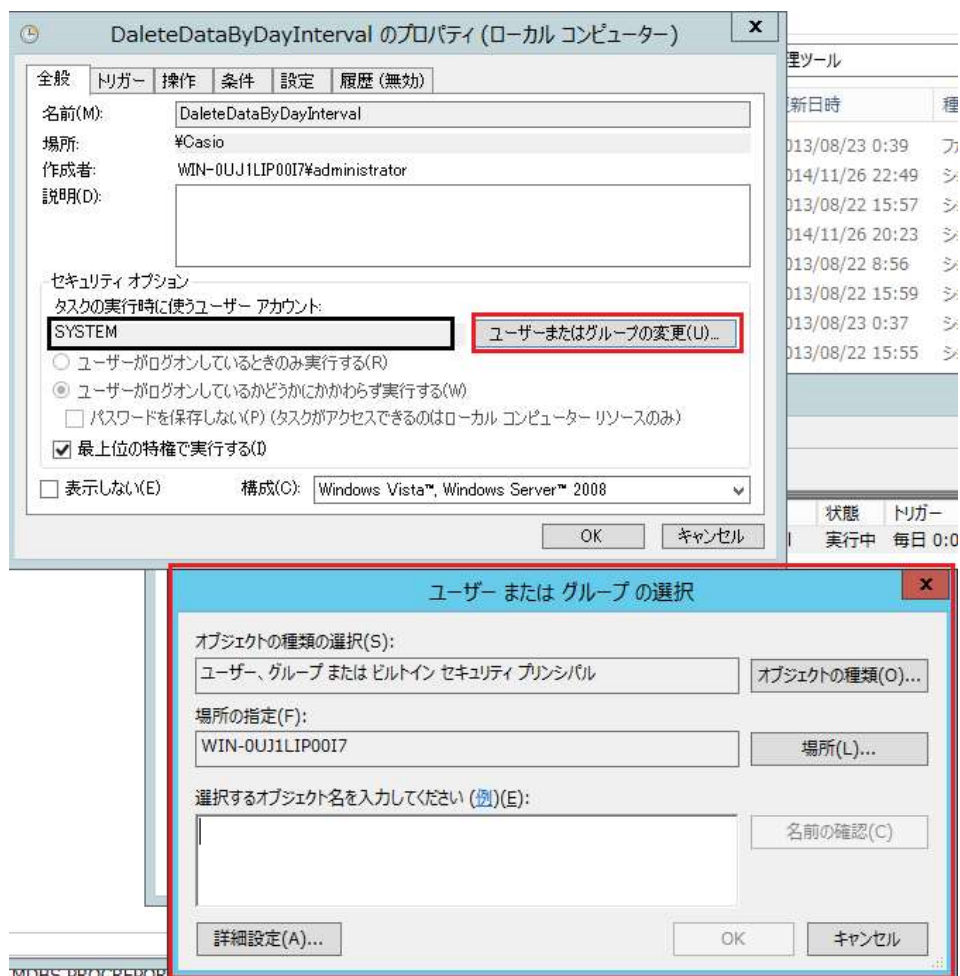 DaleteDataByDayInterval のプロパティ (ローカル コンピューター)
x
全般 トリガー 操作 条件 設定 履歴 (無効)
名前(M): DaleteDataByDayInterval
場所: ¥Casio
作成者: WIN-0UJ1LIP00I7¥administrator
説明(D):
セキュリティ オプション
タスクの実行時に使うユーザー アカウント:
SYSTEM ユーザーまたはグループの変更(U)...
ユーザーがログオンしているときのみ実行する(R)
ユーザーがログオンしているかどうかにかかわらず実行する(W)
パスワードを保存しない(P) (タスクがアクセスできるのはローカル コンピューター リソースのみ)
最上位の特権で実行する(I)
表示しない(E) 構成(C): Windows Vista™, Windows Server™ 2008
OK キャンセル
理ツール
新日時 種
013/08/23 0:39 ファ
014/11/26 22:49 シ
013/08/22 15:57 シ
014/11/26 20:23 シ
013/08/22 8:56 シ
013/08/22 15:59 シ
013/08/23 0:37 シ
013/08/22 15:55 シ
状態 トリガー
実行中 毎日 0:0
ユーザー または グループ の選択
x
オブジェクトの種類の選択(S):
ユーザー、グループ または ビルトイン セキュリティ プリンシパル オブジェクトの種類(O)...
場所の指定(F):
WIN-0UJ1LIP00I7 場所(L)...
選択するオブジェクト名を入力してください (例)(E):
名前の確認(C)
詳細設定(A)... OK キャンセル